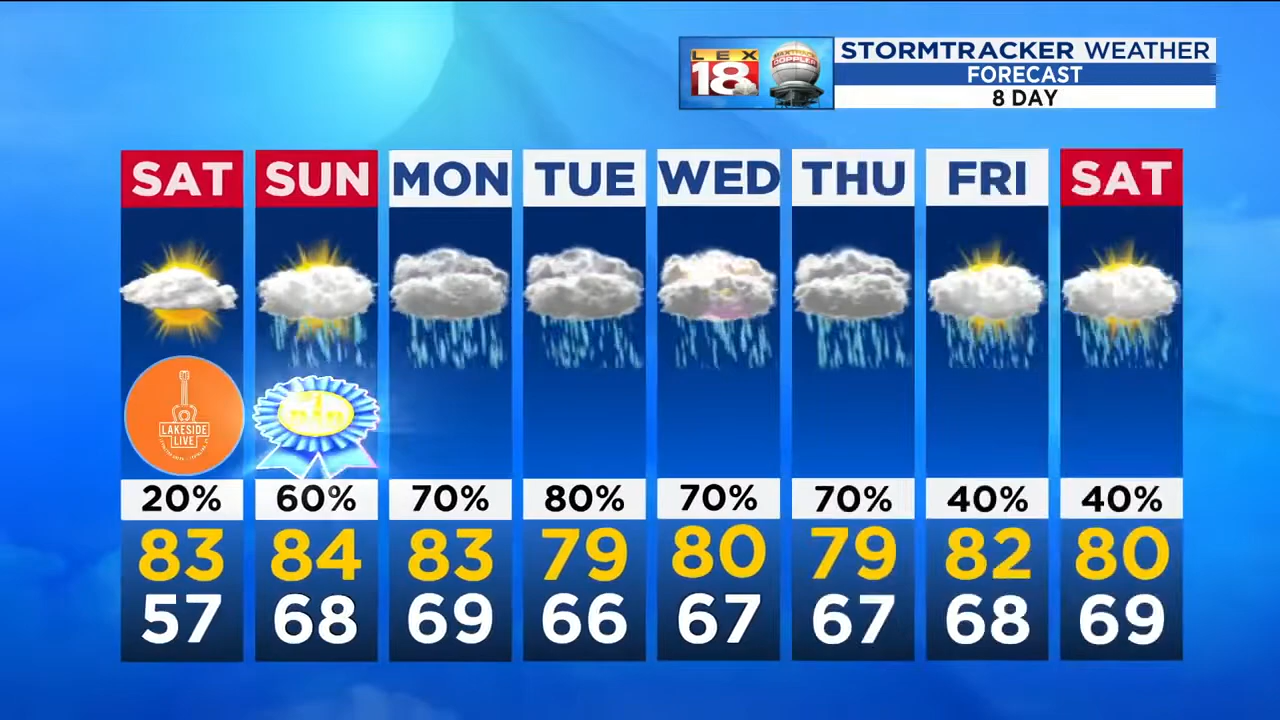 LEX
18
MAXTRACK
DOPPLER
STORMTRACKER WEATHER
FORECAST
8 DAY
SAT SUN MON TUE WED THU FRI SAT
LAKESIDE
LIVE
20% 60% 70% 80% 70% 70% 40% 40%
83 84 83 79 80 79 82 80
57 68 69 66 67 67 68 69